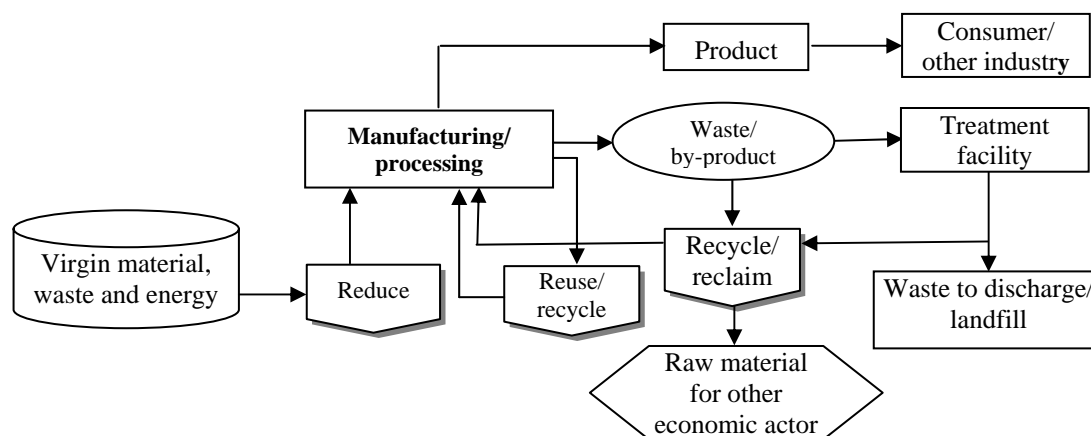 Product
Consumer/
other industry
Manufacturing/
processing
Waste/
by-product
Treatment
facility
Virgin material,
waste and energy
Reduce
Reuse/
recycle
Recycle/
reclaim
Waste to discharge/
landfill
Raw material
for other
economic actor